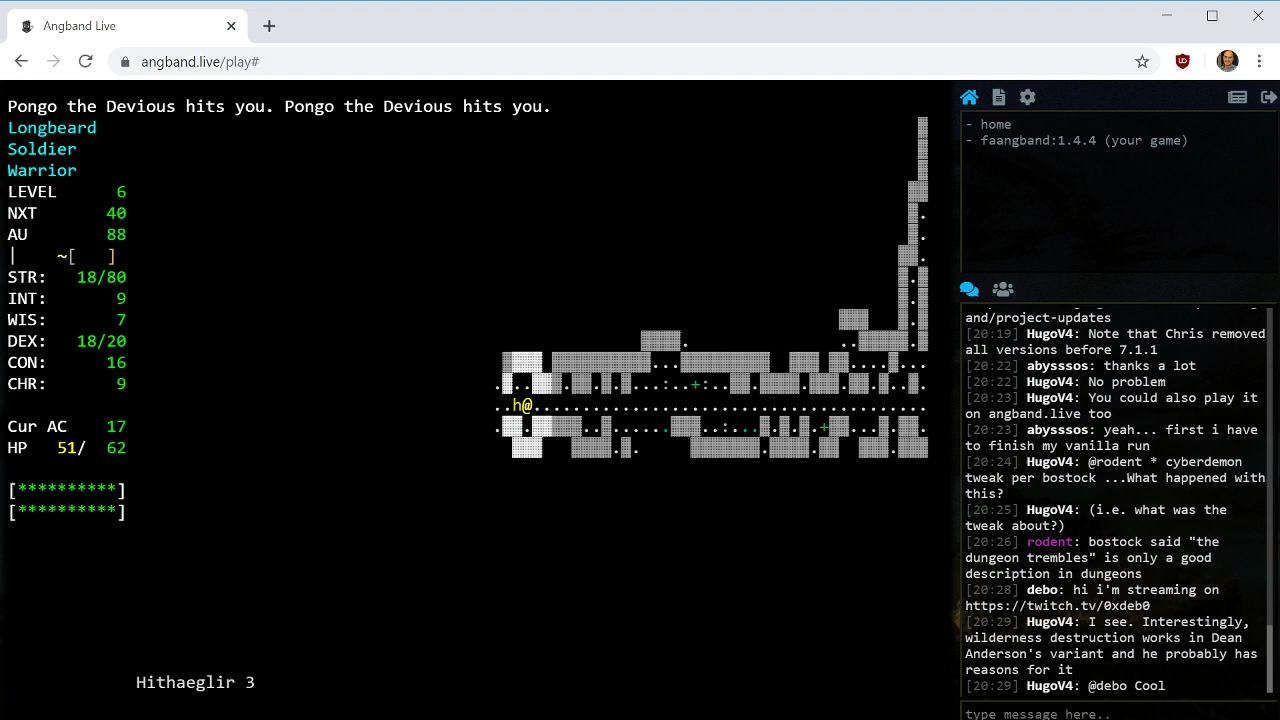 Angband Live
angband.live/play#
Pongo the Devious hits you. Pongo the Devious hits you.
Longbeard
Soldier
Warrior
LEVEL 6
NXT 40
AU 88
| ~[ ]
STR: 18/80
INT: 9
WIS: 7
DEX: 18/20
CON: 16
CHR: 9
Cur AC 17
HP 51/ 62
[**********]
[**********]
h@
Hithaeglir 3
- home
- faangband:1.4.4 (your game)
and/project-updates
[20:19] HugoV4: Note that Chris removed
all versions before 7.1.1
[20:22] abysssos: thanks a lot
[20:22] HugoV4: No problem
[20:23] HugoV4: You could also play it
on angband.live too
[20:23] abysssos: yeah... first i have
to finish my vanilla run
[20:24] HugoV4: @rodent * cyberdemon
tweak per bostock ...What happened with
this?
[20:25] HugoV4: (i.e. what was the
tweak about?)
[20:26] rodent: bostock said "the
dungeon trembles" is only a good
description in dungeons
[20:28] debo: hi i'm streaming on
https://twitch.tv/0xdeb0
[20:29] HugoV4: I see. Interestingly,
wilderness destruction works in Dean
Anderson's variant and he probably has
reasons for it
[20:29] HugoV4: @debo Cool
type message here..